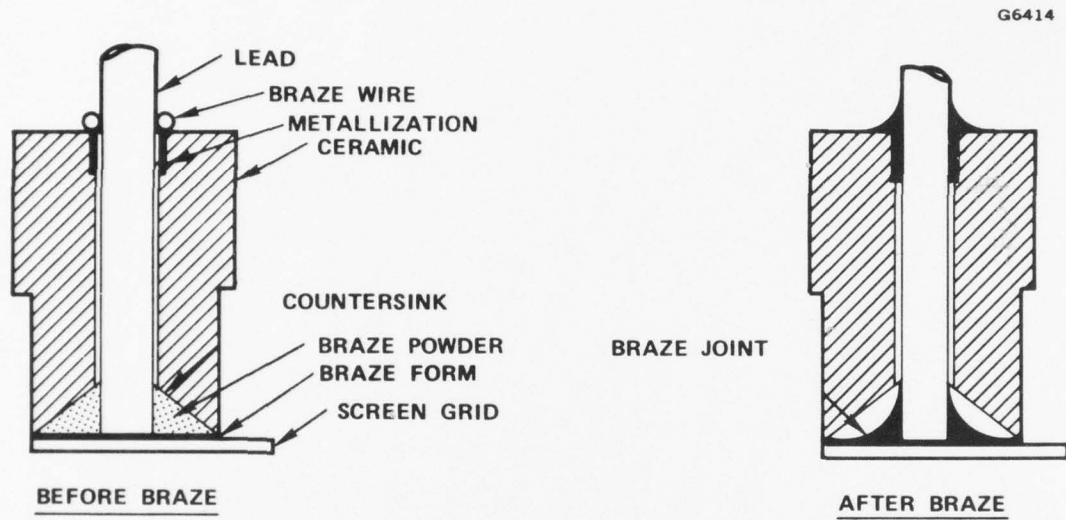 G6414
LEAD
BRAZE WIRE
METALLIZATION
CERAMIC
COUNTERSINK
BRAZE POWDER
BRAZE FORM
SCREEN GRID
BEFORE BRAZE
BRAZE JOINT
AFTER BRAZE